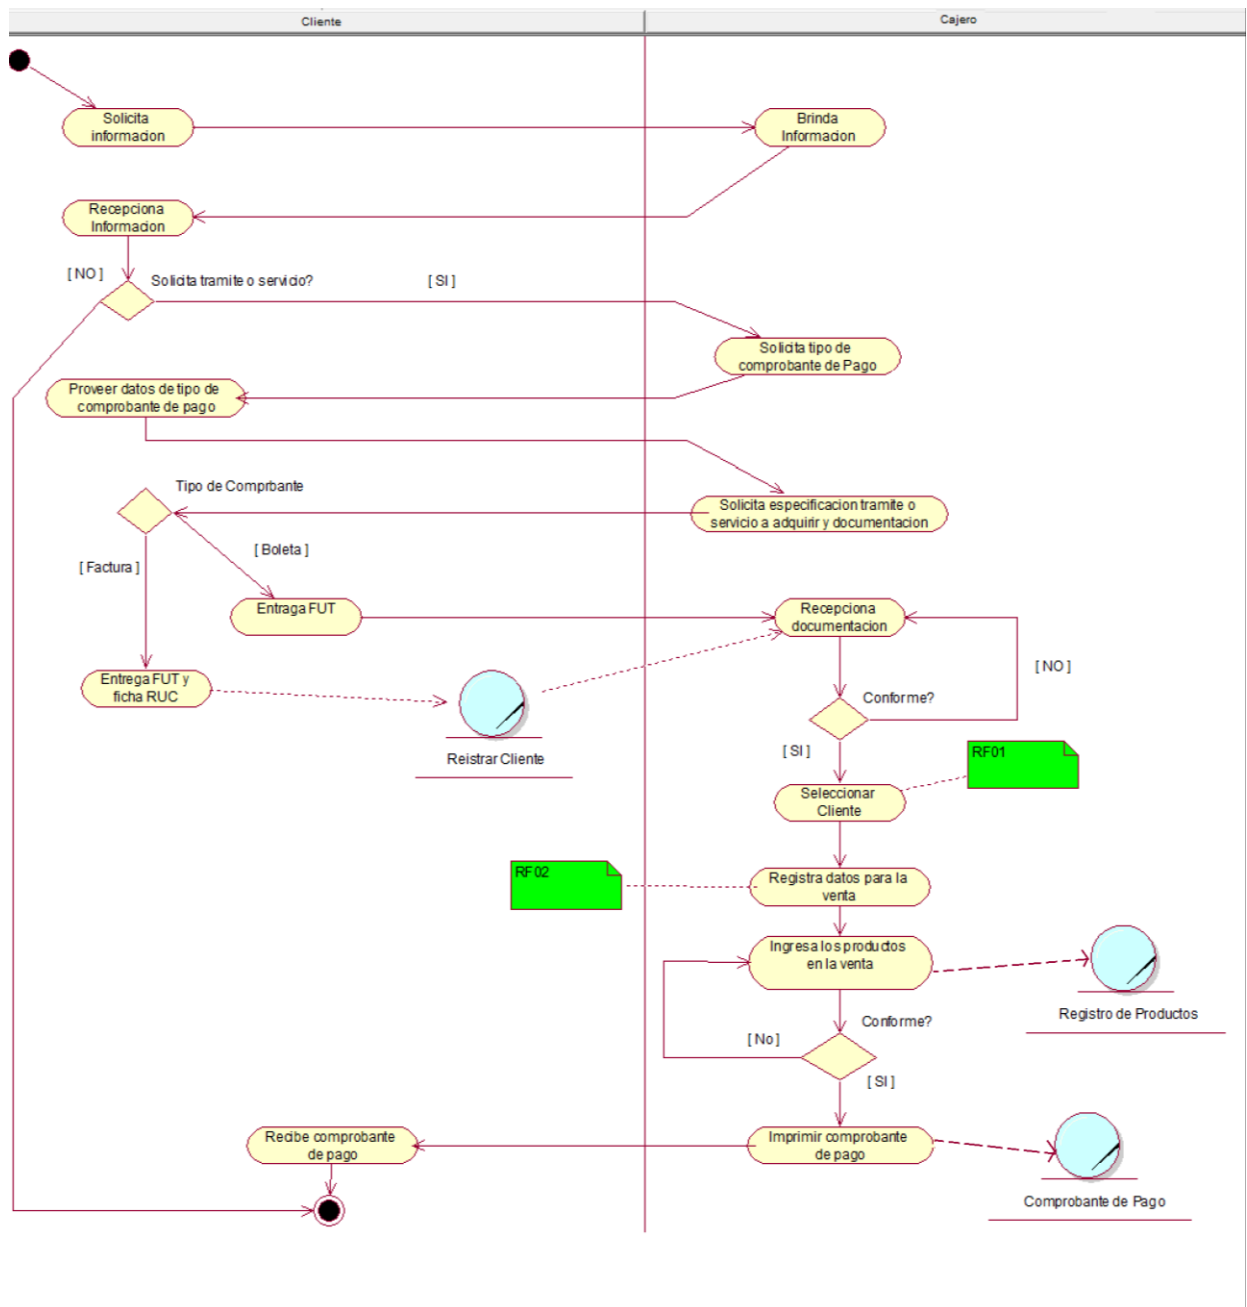 Cliente
Cajero
Solicita
informacion
Brinda
Informacion
Recepciona
Informacion
[ NO ]
Solicita tramite o servicio?
[ SI ]
Solicita tipo de
comprobante de Pago
Proveer datos de tipo de
comprobante de pago
Tipo de Comprbante
Solicita especificacion tramite o
servicio a adquirir y documentacion
[ Boleta ]
[ Factura ]
Entraga FUT
Recepciona
documentacion
[ NO ]
Entrega FUT y
ficha RUC
Conforme?
Reistrar Cliente
[ SI ]
RF01
Seleccionar
Cliente
RF02
Registra datos para la
venta
Ingresa los productos
en la venta
Registro de Productos
Conforme?
[ No ]
[ SI ]
Recibe comprobante
de pago
Imprimir comprobante
de pago
Comprobante de Pago